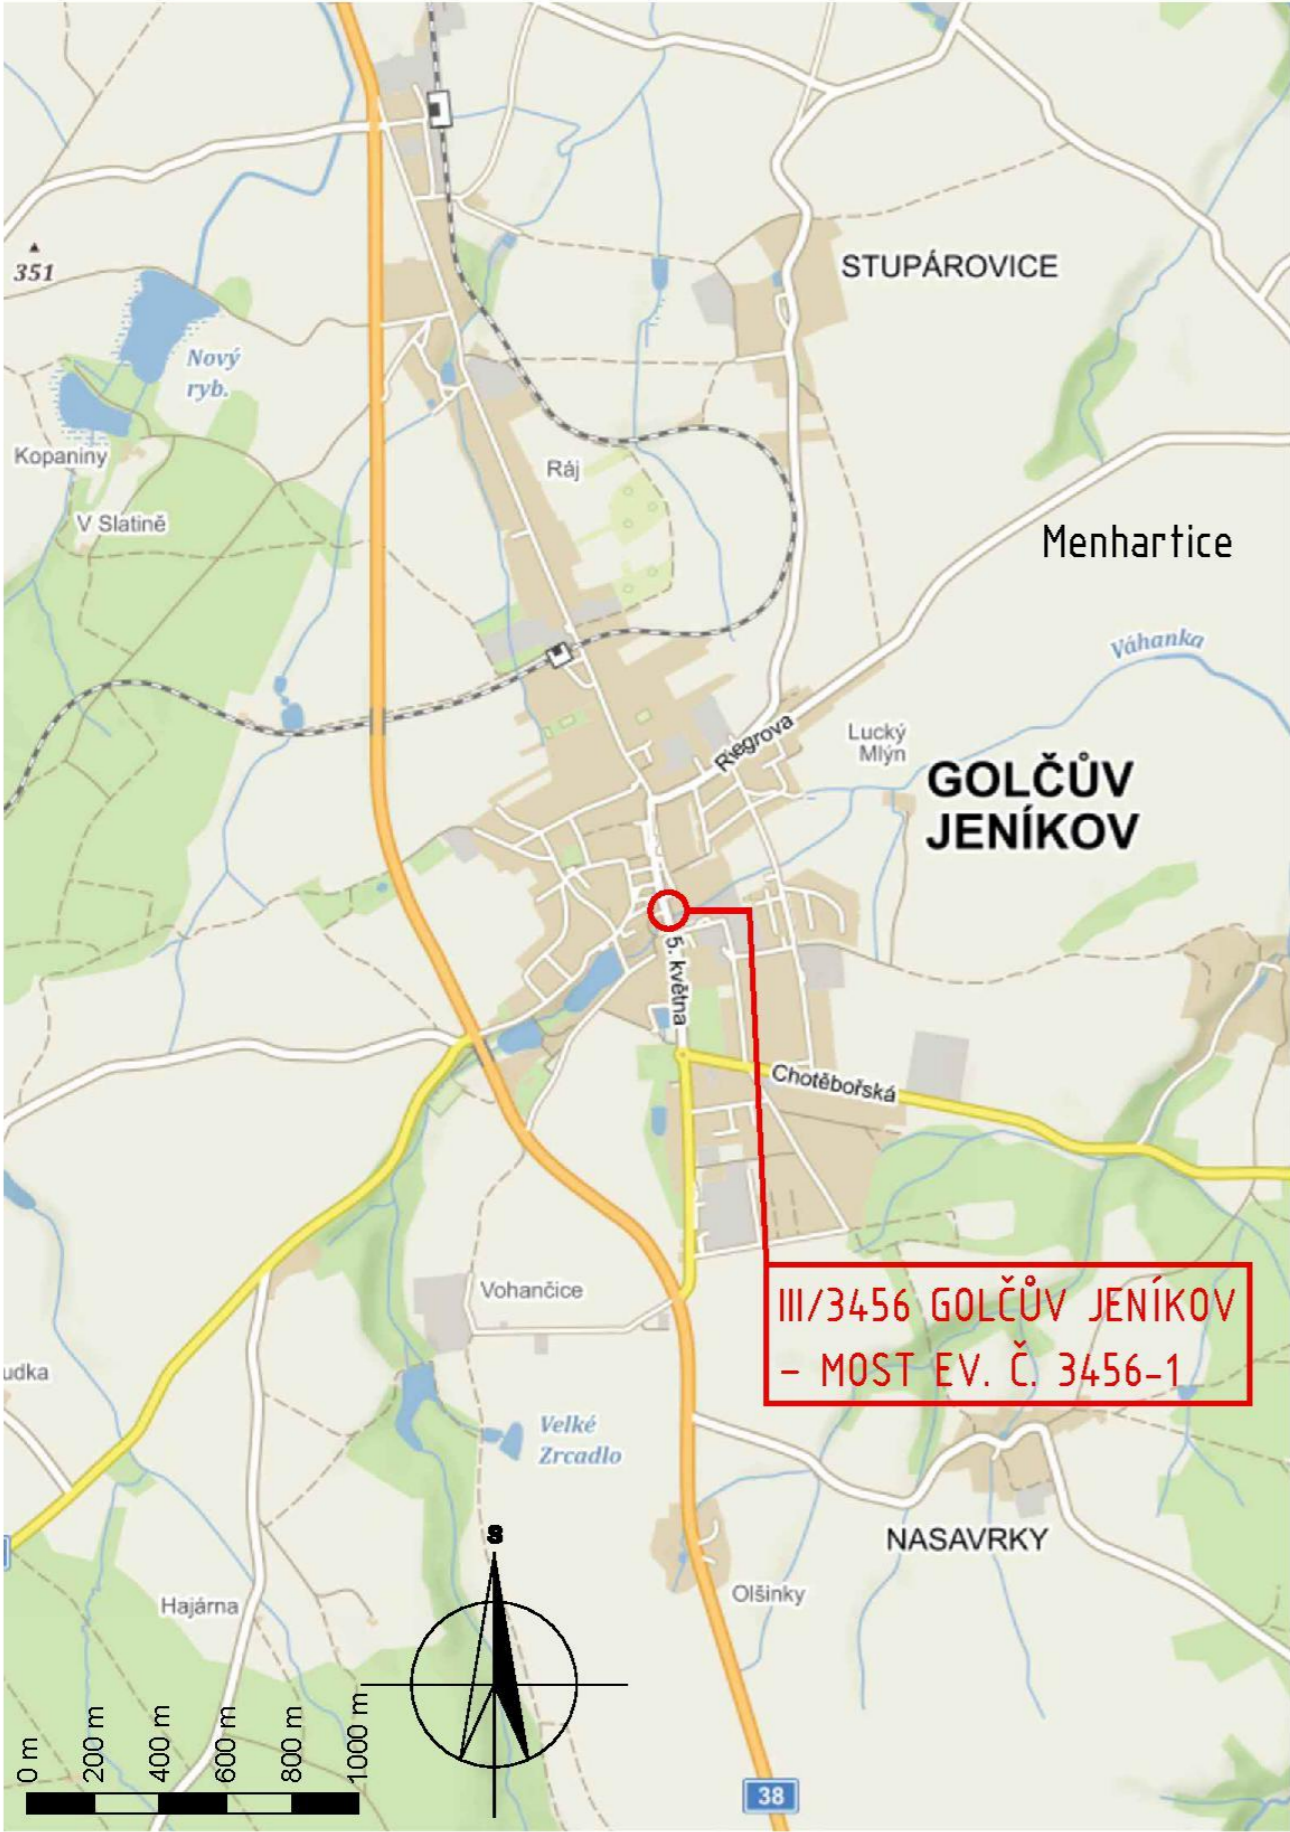 STUPÁROVICE
351
Nový
ryb.
Kopaniny
Ráj
V Slatině
Menhartice
Váhanka
Riegrova
Lucký
Mlýn
GOLČŮV
JENÍKOV
5. května
Chotěbořská
Vohančice
III/3456 GOLČŮV JENÍKOV
- MOST EV. Č. 3456-1
udka
Velké
Zrcadlo
S
NASAVRKY
Olšinky
Hajárna
0 m
200 m
400 m
600 m
800 m
1000 m
38